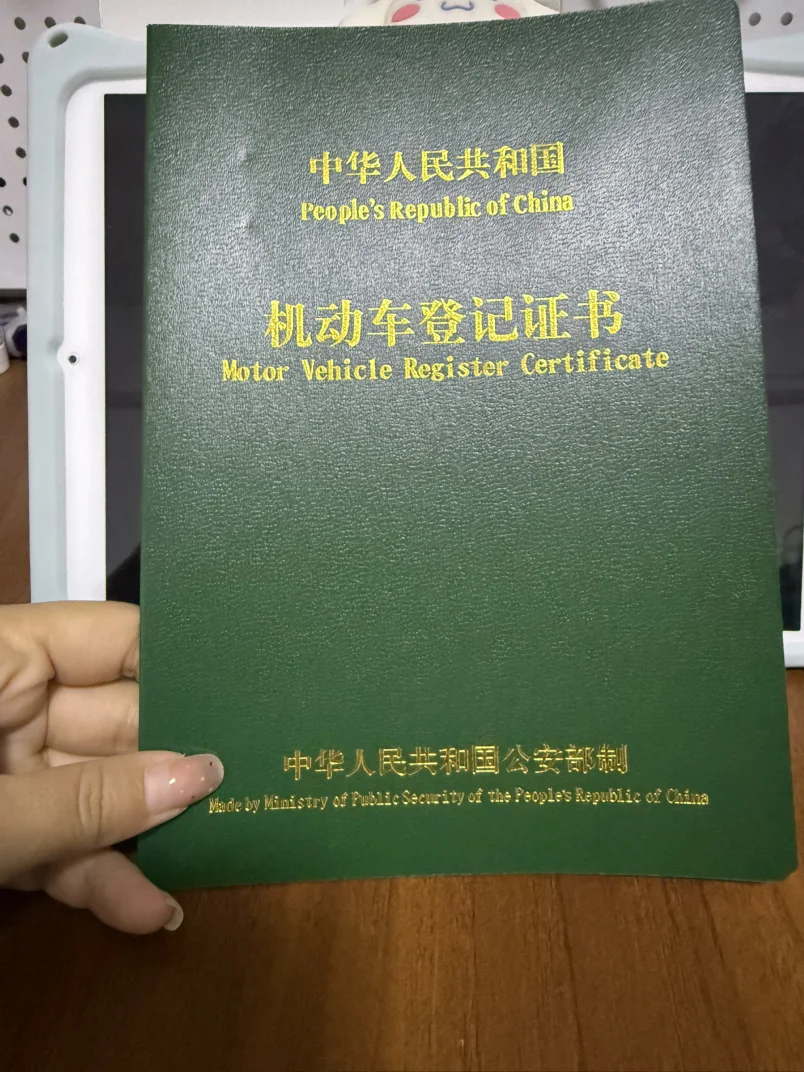 中华人民共和国
People's Republic of China
机动车登记证书
Motor Vehicle Register Certificate
中华人民共和国公安部制
Made by Ministry of Public Security of the People's Republic of China